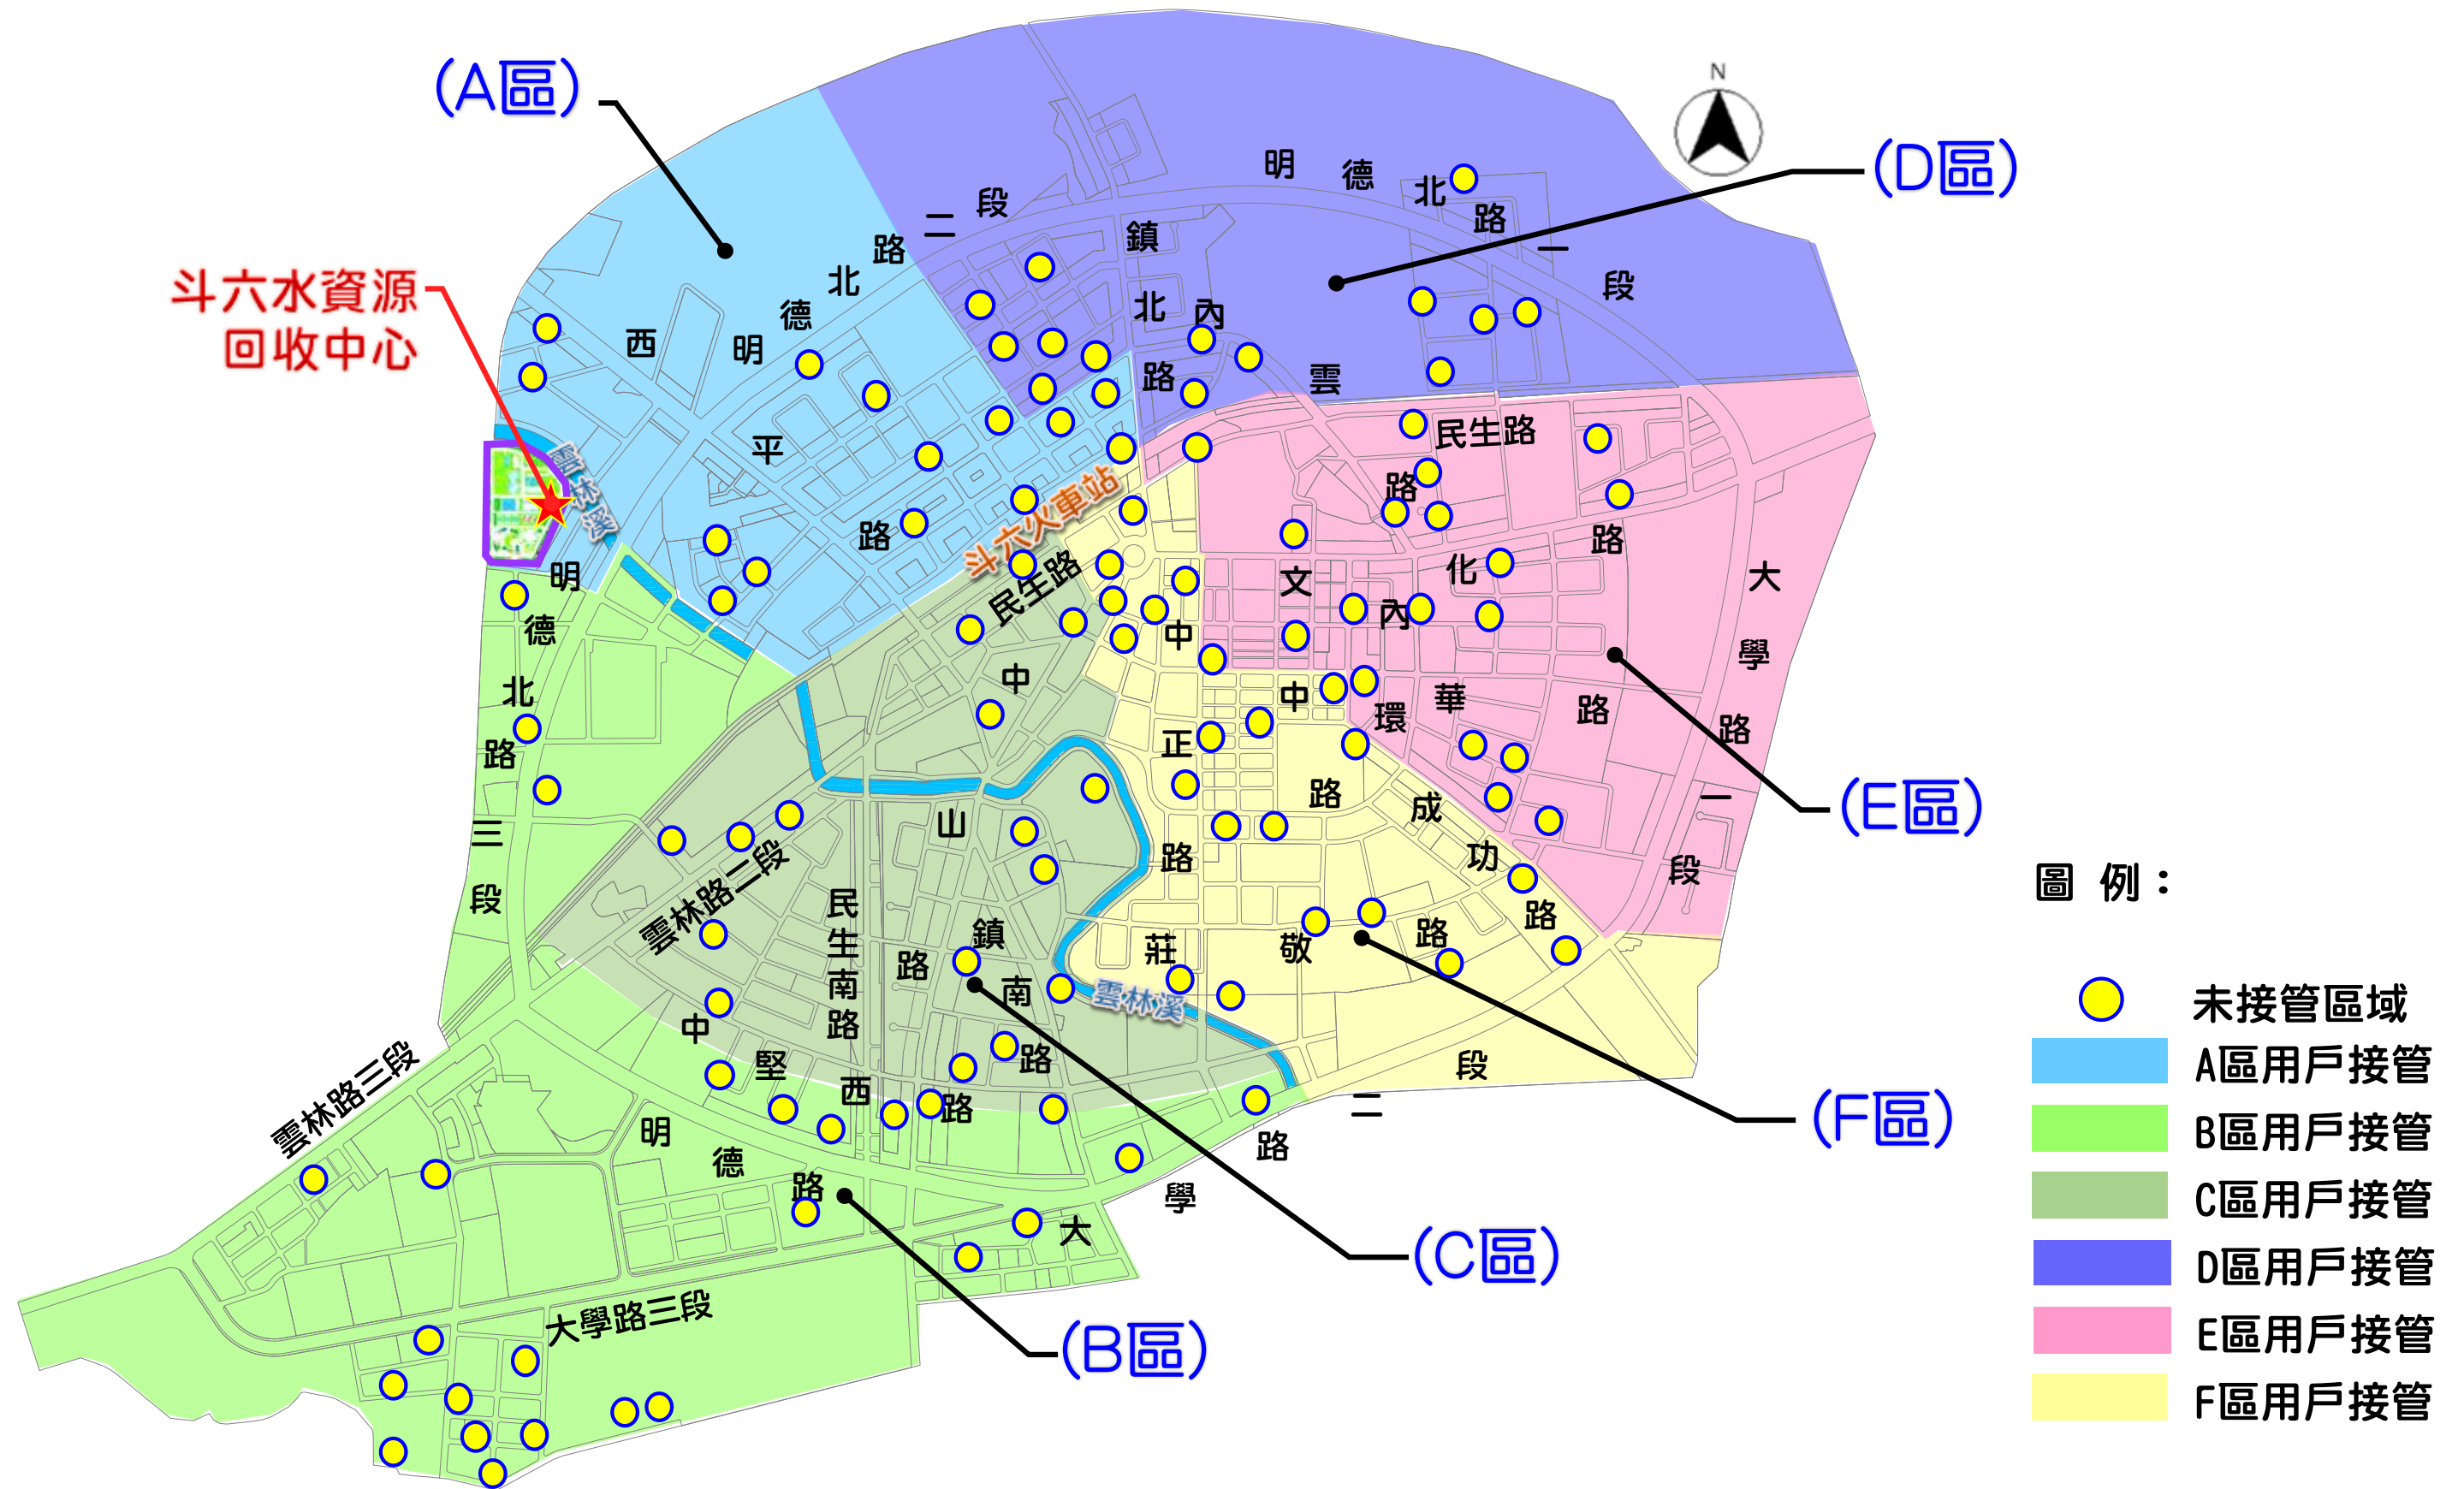 (A區)
N
(D區)
明德北路一段
明德北路二段
斗六水資源
回收中心
西平路
鎮北路
內
雲
路
民生路
雲林溪
斗六火車站
民生路
明德北路三段
文化路
內環路
大學路一段
中山路
中正路
中華路
成功路
(E區)
圖 例：
雲林路二段
民生南路
鎮南路
莊敬路
雲林溪
未接管區域
A區用戶接管
B區用戶接管
C區用戶接管
D區用戶接管
E區用戶接管
F區用戶接管
中堅西路
雲林路三段
明德路
大學路二段
(F區)
(C區)
大學路三段
(B區)